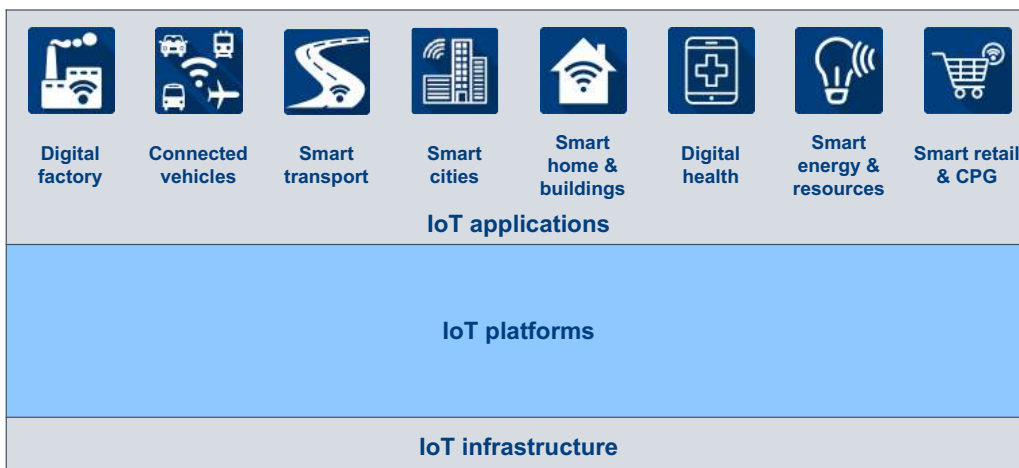 Digital
factory
Connected
vehicles
Smart
transport
Smart
cities
Smart
home &
buildings
Digital
health
Smart
energy &
resources
Smart retail
& CPG
IoT applications
IoT platforms
IoT infrastructure